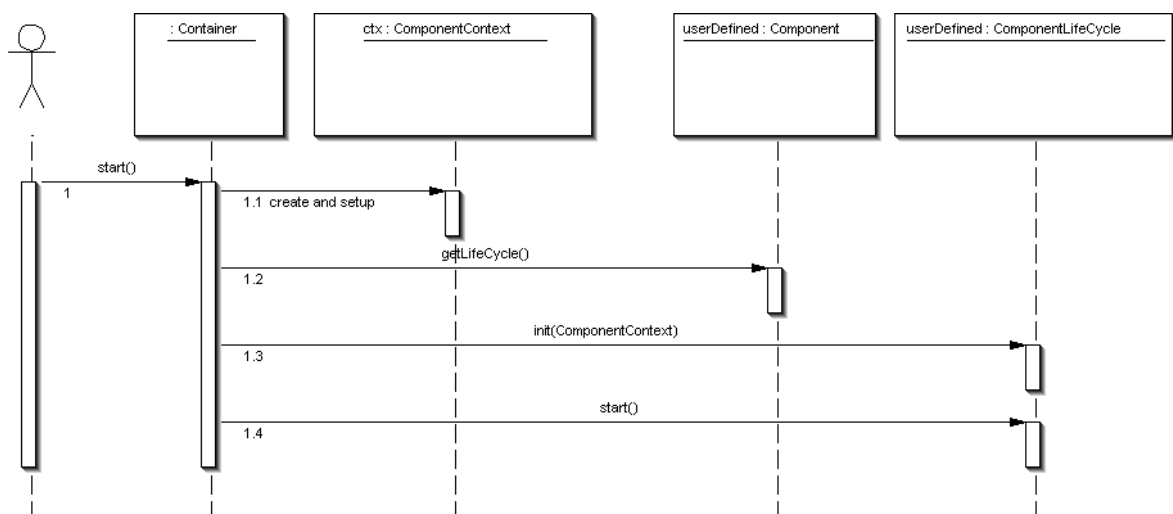 : Container
ctx : ComponentContext
userDefined : Component
userDefined : ComponentLifeCycle
start()
1
1.1 create and setup
getLifeCycle()
1.2
init(ComponentContext)
1.3
start()
1.4